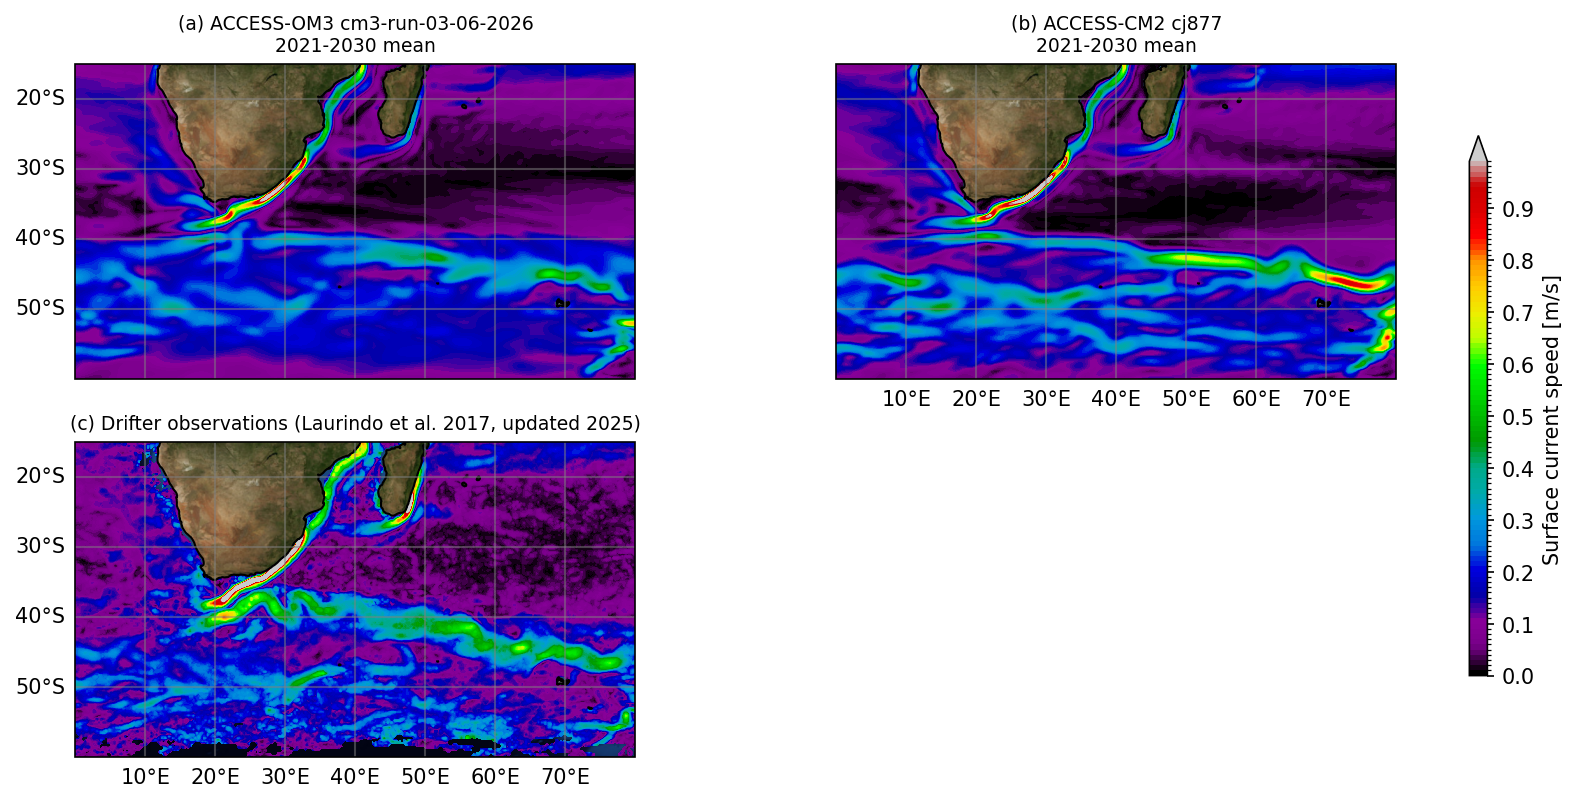 (a) ACCESS-OM3 cm3-run-03-06-2026
2021-2030 mean
(b) ACCESS-CM2 cj877
2021-2030 mean
20°S
30°S
40°S
50°S
10°E 20°E 30°E 40°E 50°E 60°E 70°E
(c) Drifter observations (Laurindo et al. 2017, updated 2025)
20°S
30°S
40°S
50°S
10°E 20°E 30°E 40°E 50°E 60°E 70°E
0.9
0.8
0.7
0.6
0.5
0.4
0.3
0.2
0.1
0.0
Surface current speed [m/s]